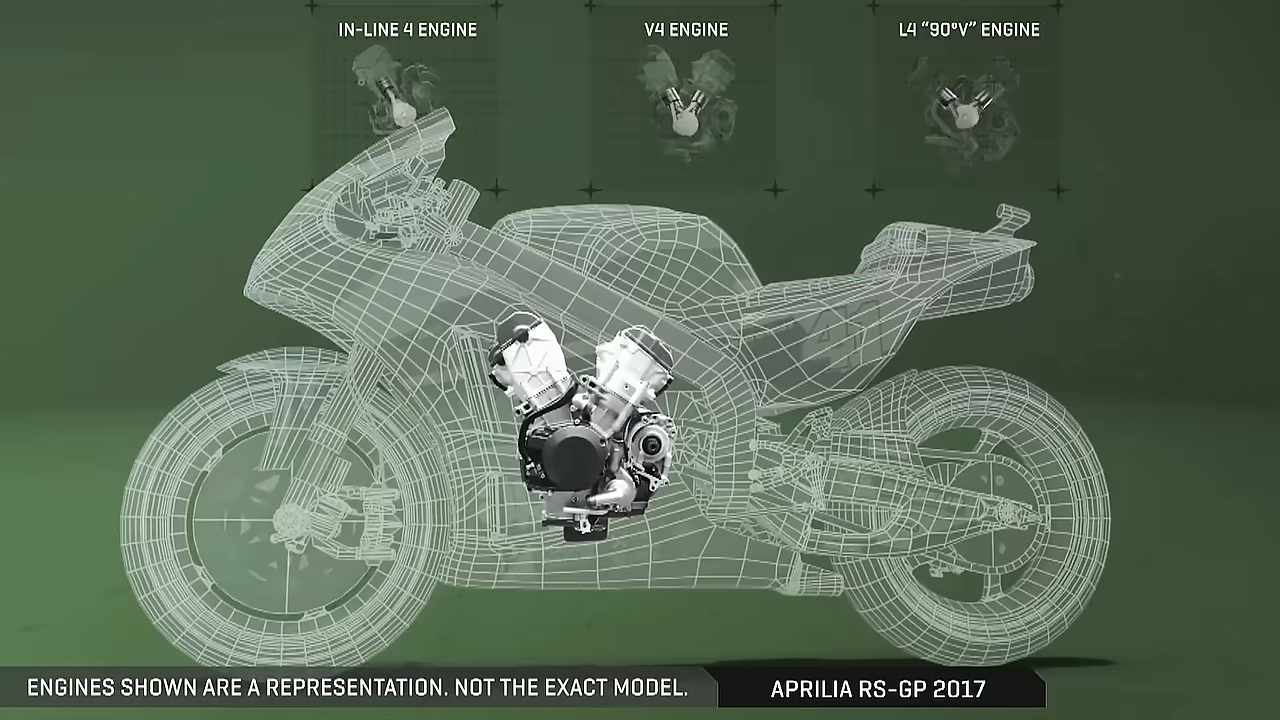 IN-LINE 4 ENGINE
V4 ENGINE
L4 “90°V” ENGINE
41
ENGINES SHOWN ARE A REPRESENTATION. NOT THE EXACT MODEL.
APRILIA RS-GP 2017